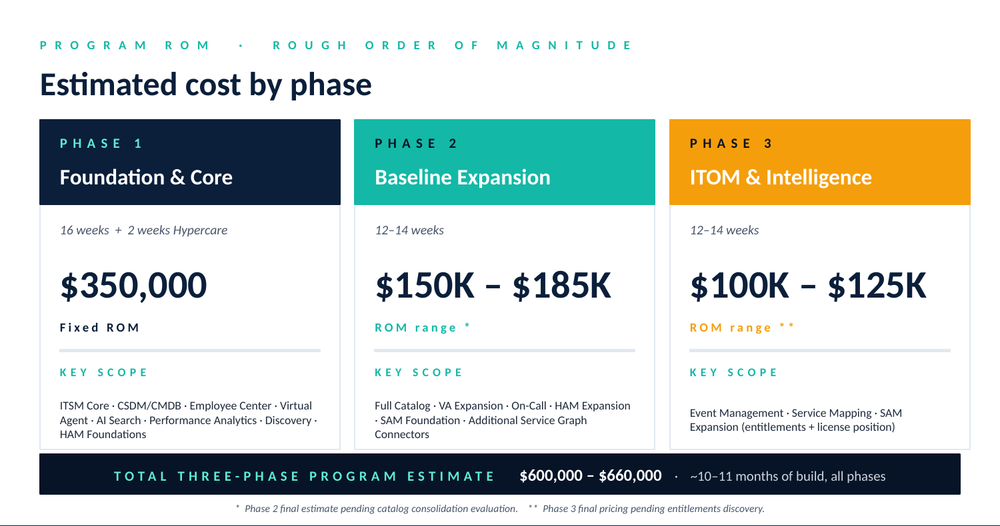 PROGRAM ROM · ROUGH ORDER OF MAGNITUDE
Estimated cost by phase
PHASE 1
Foundation & Core
16 weeks + 2 weeks Hypercare
$350,000
Fixed ROM
KEY SCOPE
ITSM Core · CSDM/CMDB · Employee Center · Virtual
Agent · AI Search · Performance Analytics · Discovery ·
HAM Foundations
PHASE 2
Baseline Expansion
12–14 weeks
$150K – $185K
ROM range *
KEY SCOPE
Full Catalog · VA Expansion · On-Call · HAM Expansion
· SAM Foundation · Additional Service Graph
Connectors
PHASE 3
ITOM & Intelligence
12–14 weeks
$100K – $125K
ROM range **
KEY SCOPE
Event Management · Service Mapping · SAM
Expansion (entitlements + license position)
TOTAL THREE-PHASE PROGRAM ESTIMATE $600,000 – $660,000 · ~10–11 months of build, all phases
* Phase 2 final estimate pending catalog consolidation evaluation. ** Phase 3 final pricing pending entitlements discovery.